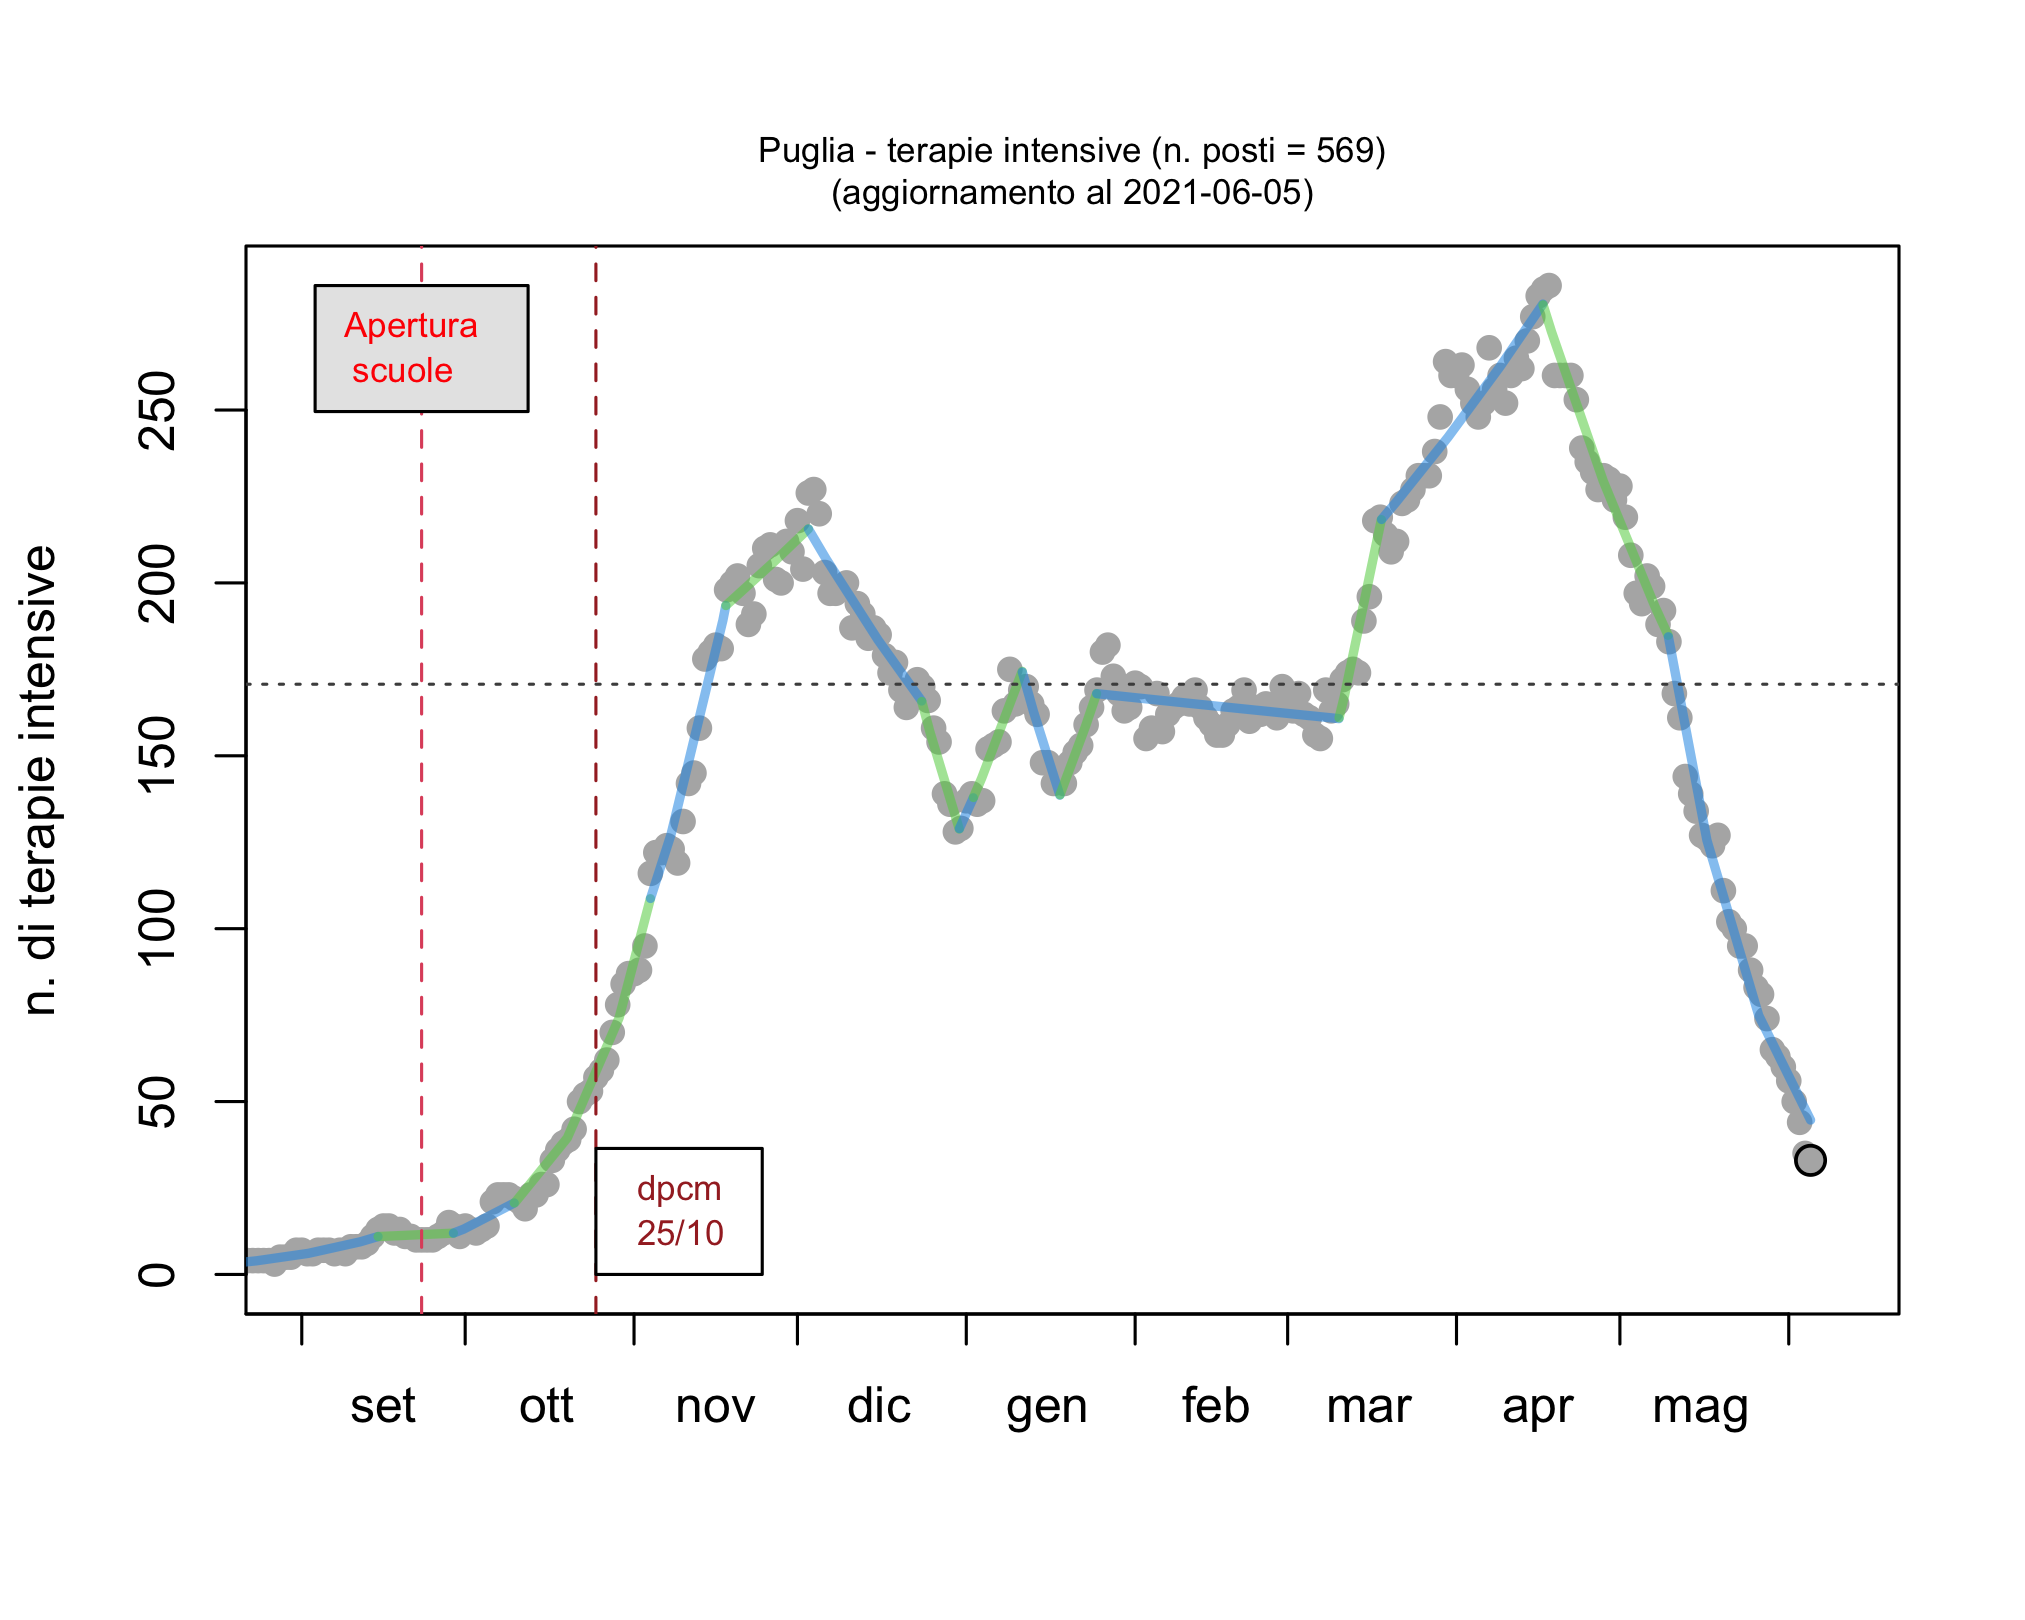 Puglia - terapie intensive (n. posti = 569)
(aggiornamento al 2021-06-05)
Apertura
scuole
n. di terapie intensive
250
200
150
100
50
0
dpcm
25/10
set ott nov dic gen feb mar apr mag